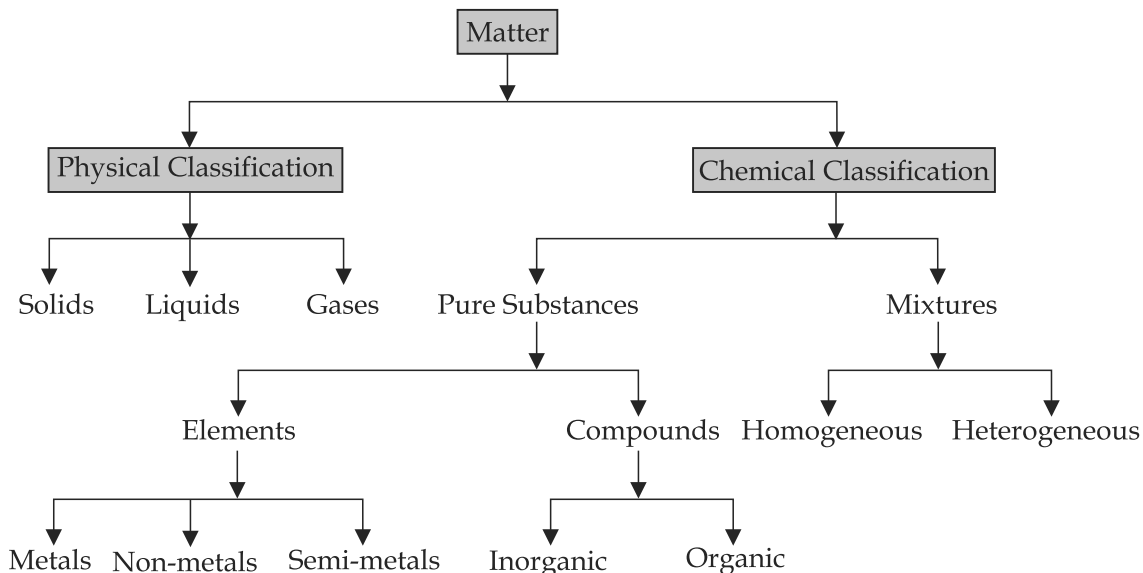 Matter
Physical Classification
Chemical Classification
Solids
Liquids
Gases
Pure Substances
Mixtures
Elements
Compounds
Homogeneous
Heterogeneous
Metals
Non-metals
Semi-metals
Inorganic
Organic